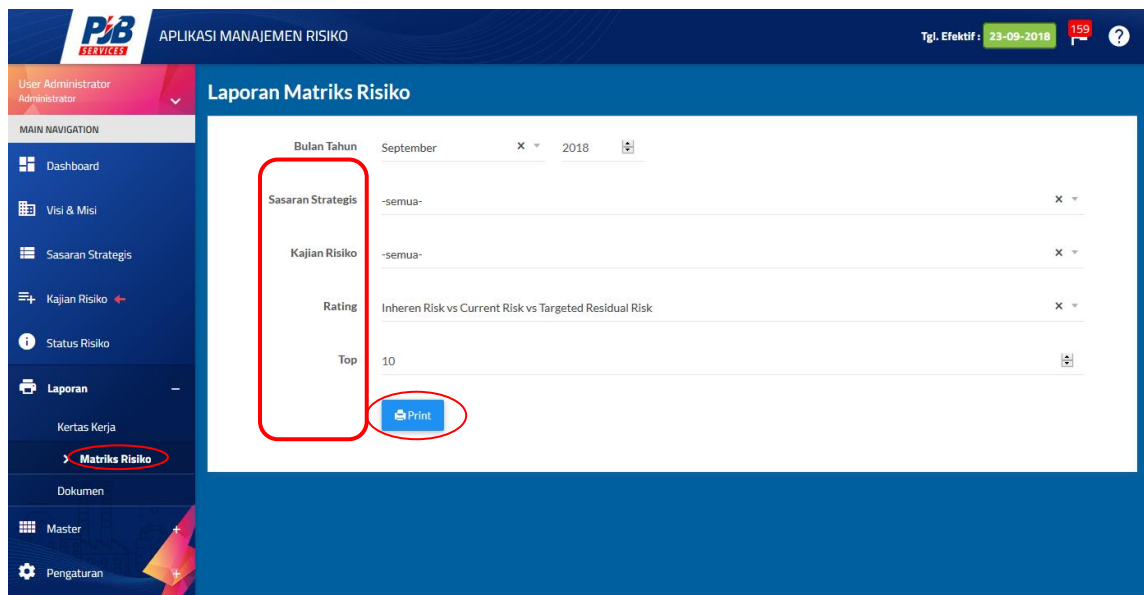 PJB
SERVICES
APLIKASI MANAJEMEN RISIKO
Tgl. Efektif : 23-09-2018
159
?
User Administrator
Administrator
MAIN NAVIGATION
Dashboard
Visi & Misi
Sasaran Strategis
Kajian Risiko
Status Risiko
Laporan
Kertas Kerja
Matriks Risiko
Dokumen
Master
Pengaturan
Laporan Matriks Risiko
Bulan Tahun September x 2018
Sasaran Strategis -semua- x
Kajian Risiko -semua- x
Rating Inheren Risk vs Current Risk vs Targeted Residual Risk x
Top 10
Print